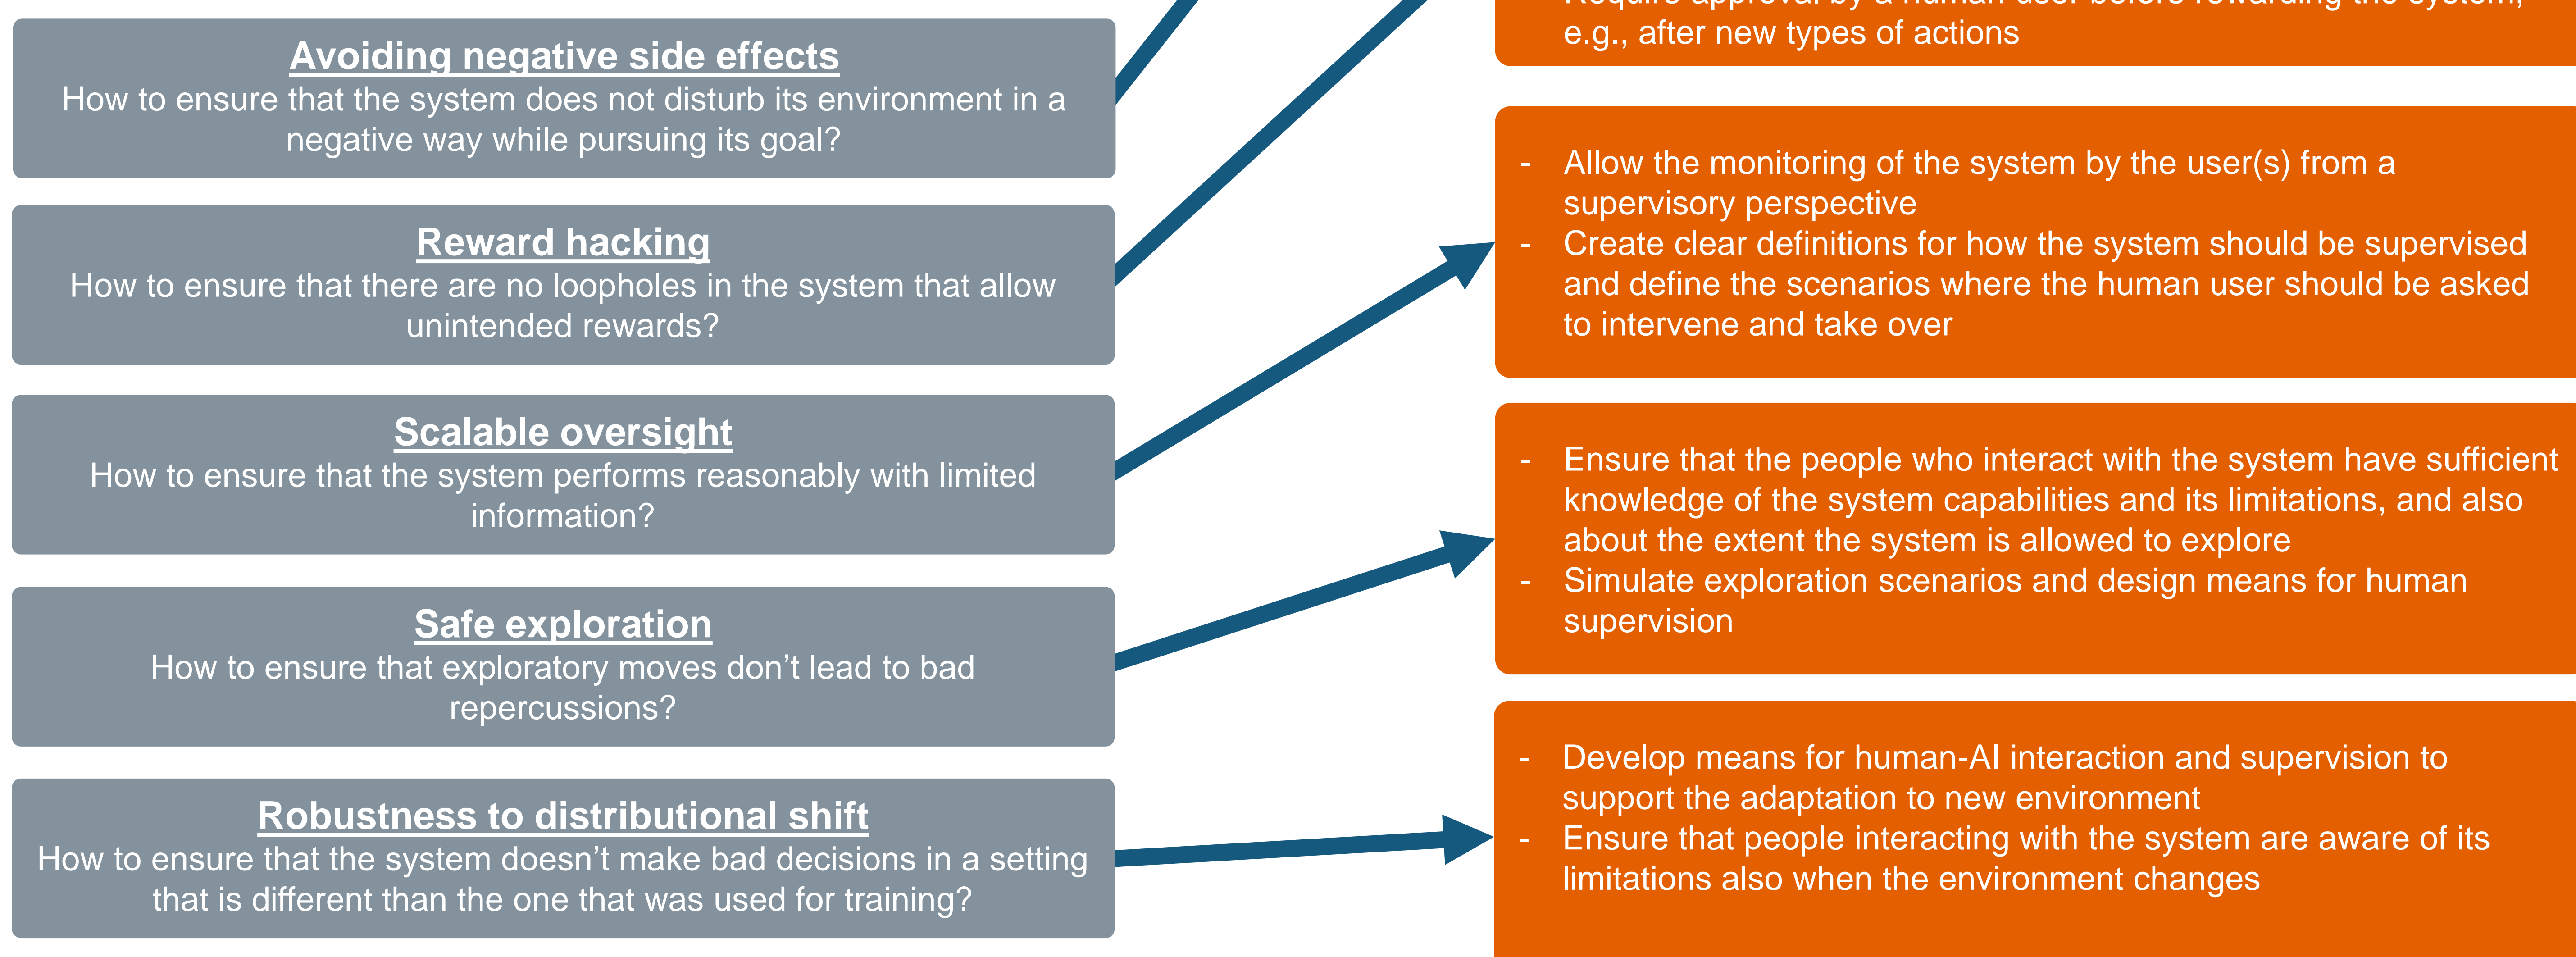 Avoiding negative side effects
How to ensure that the system does not disturb its environment in a
negative way while pursuing its goal?
Reward hacking
How to ensure that there are no loopholes in the system that allow
unintended rewards?
Scalable oversight
How to ensure that the system performs reasonably with limited
information?
Safe exploration
How to ensure that exploratory moves don’t lead to bad
repercussions?
Robustness to distributional shift
How to ensure that the system doesn’t make bad decisions in a setting
that is different than the one that was used for training?
Require approval by a human user before rewarding the system,
e.g., after new types of actions
- Allow the monitoring of the system by the user(s) from a
supervisory perspective
- Create clear definitions for how the system should be supervised
and define the scenarios where the human user should be asked
to intervene and take over
- Ensure that the people who interact with the system have sufficient
knowledge of the system capabilities and its limitations, and also
about the extent the system is allowed to explore
- Simulate exploration scenarios and design means for human
supervision
- Develop means for human-AI interaction and supervision to
support the adaptation to new environment
- Ensure that people interacting with the system are aware of its
limitations also when the environment changes